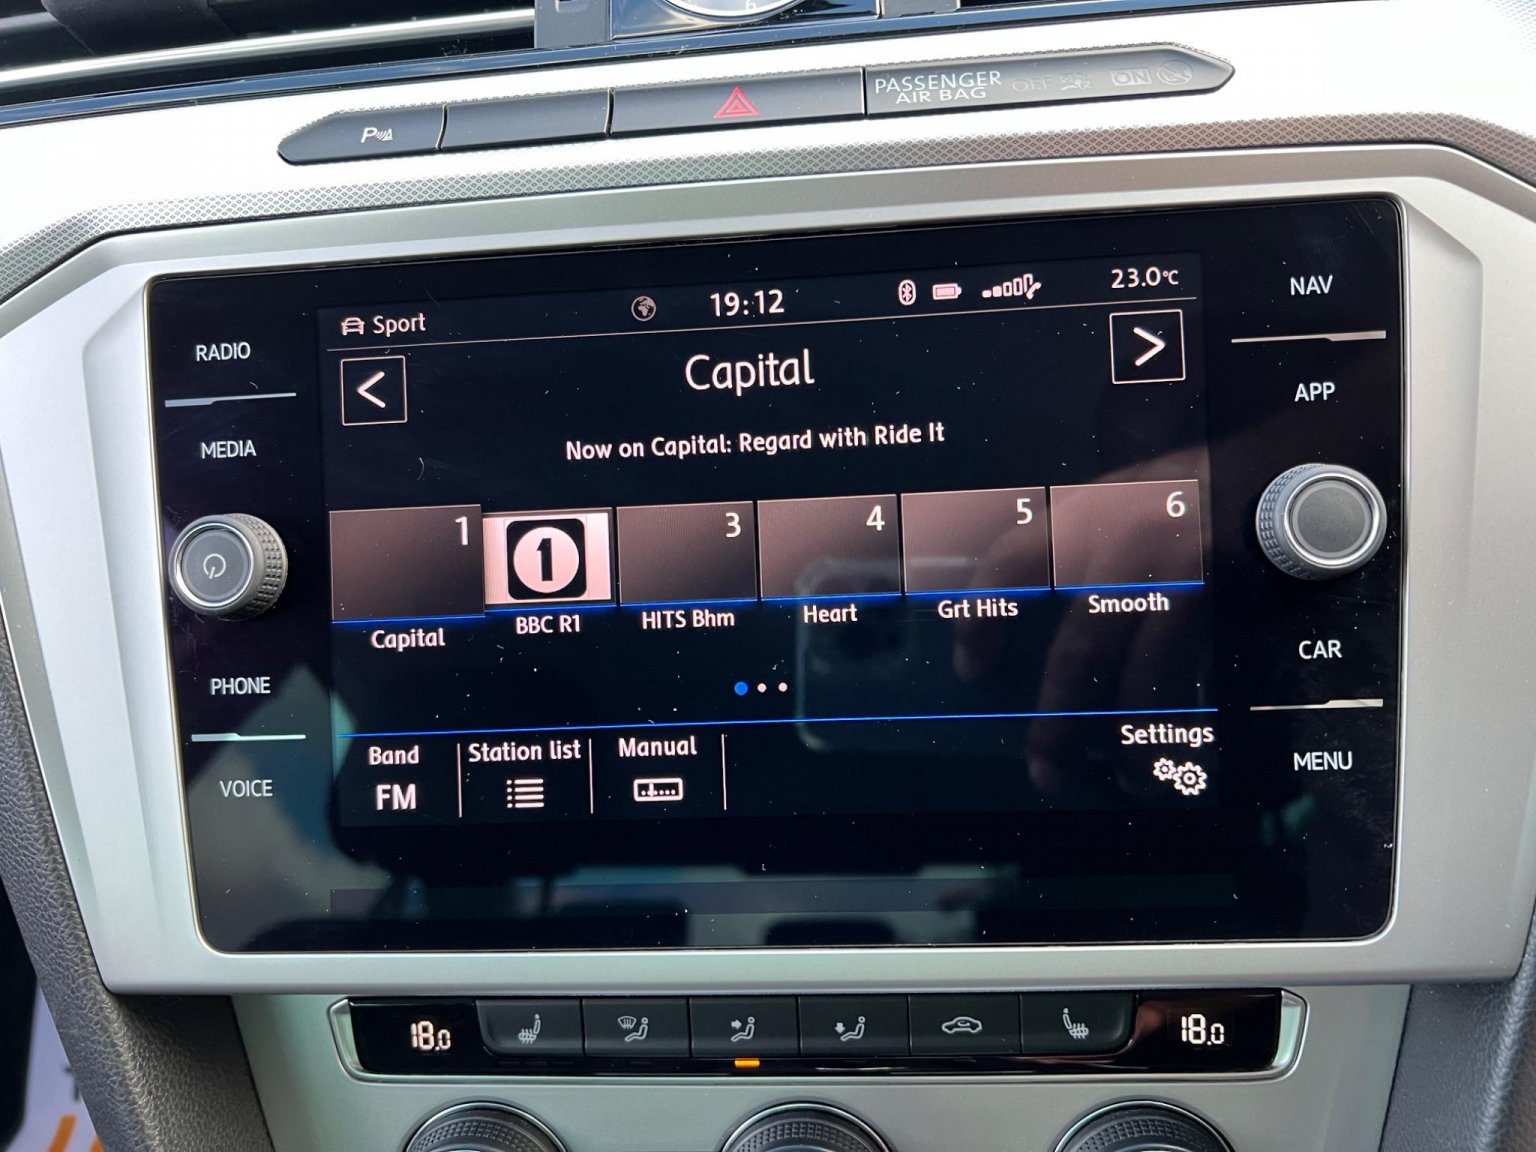 6
PASSENGER
AIR BAG
OFF
ON
P
RADIO
MEDIA
PHONE
VOICE
Sport
19:12
23.0°C
<
Capital
>
Now on Capital: Regard with Ride It
1
1
3
4
5
6
Capital
BBC R1
HITS Bhm
Heart
Grt Hits
Smooth
Band
FM
Station list
Manual
Settings
NAV
APP
CAR
MENU
18.0
18.0